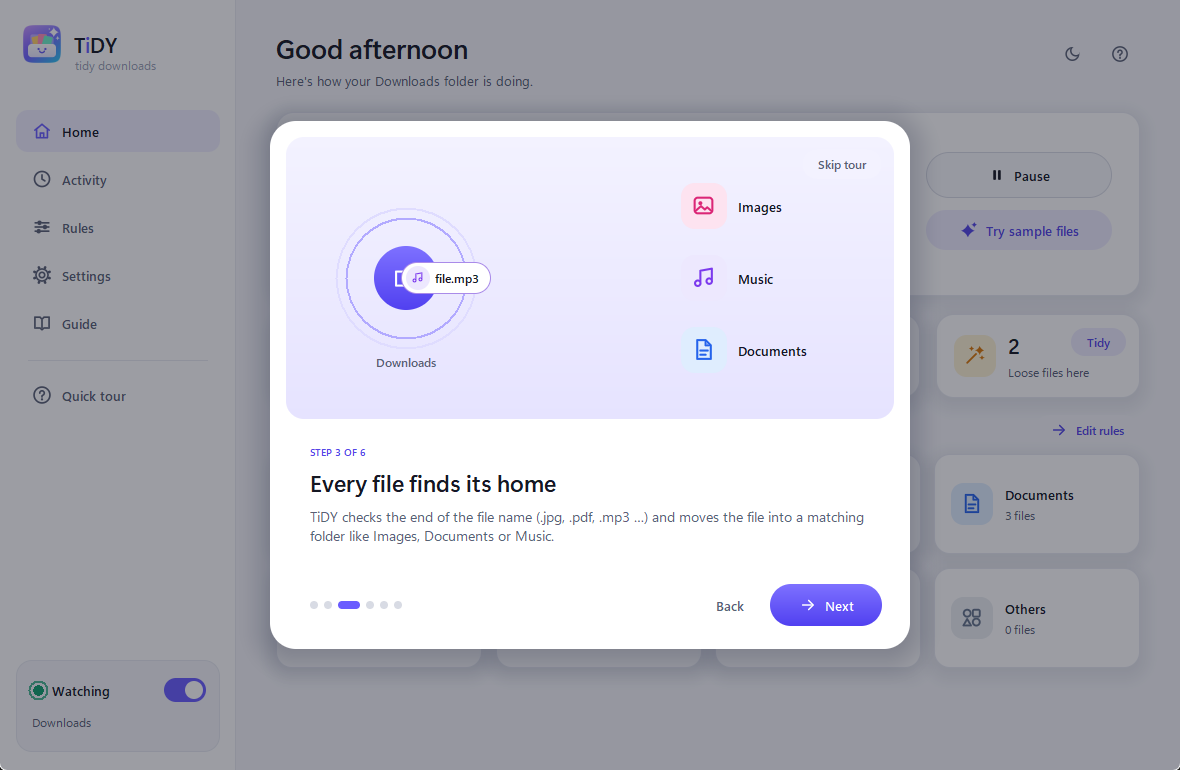 TiDY
tidy downloads
Home
Activity
Rules
Settings
Guide
Quick tour
Watching
Downloads
Good afternoon
Here's how your Downloads folder is doing.
Pause
Try sample files
2
Tidy
Loose files here
Edit rules
Documents
3 files
Others
0 files
Skip tour
Images
file.mp3
Music
Downloads
Documents
STEP 3 OF 6
Every file finds its home
TiDY checks the end of the file name (.jpg, .pdf, .mp3 ...) and moves the file into a matching
folder like Images, Documents or Music.
Back
Next